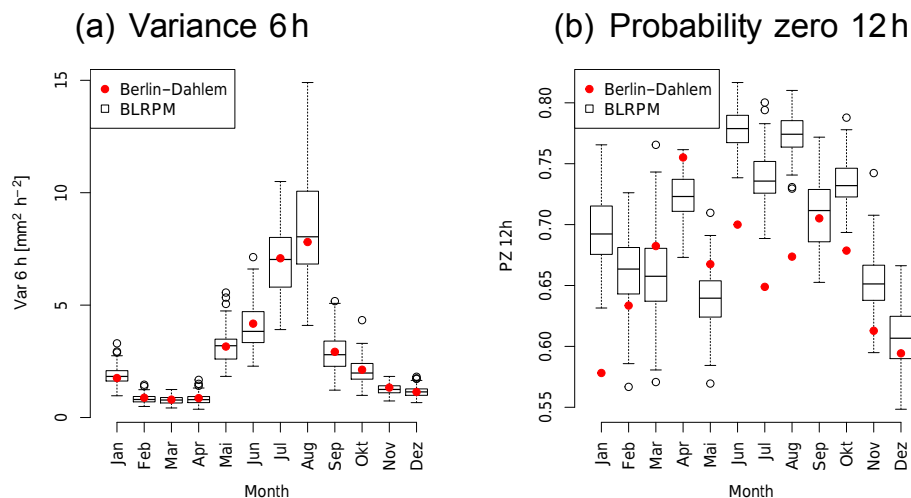 (a) Variance 6 h
Berlin−Dahlem
BLRPM
Var 6 h [mm² h⁻²]
15
10
5
0
Jan Feb Mar Apr Mai Jun Jul Aug Sep Okt Nov Dez
Month
(b) Probability zero 12 h
Berlin−Dahlem
BLRPM
PZ 12h
0.80
0.75
0.70
0.65
0.60
0.55
Jan Feb Mar Apr Mai Jun Jul Aug Sep Okt Nov Dez
Month